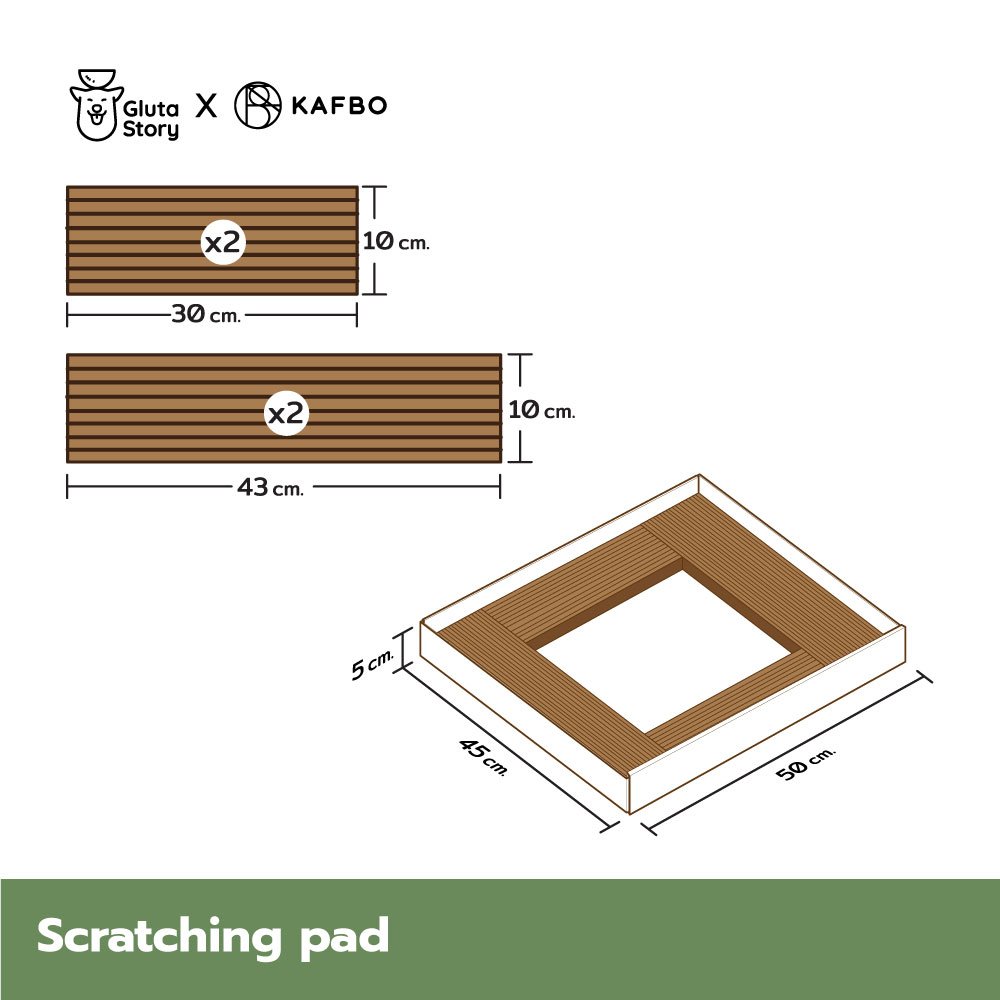 Gluta
Story
X
KAFBO
x2
10 cm.
30 cm.
x2
10 cm.
43 cm.
5 cm.
45 cm.
50 cm.
Scratching pad